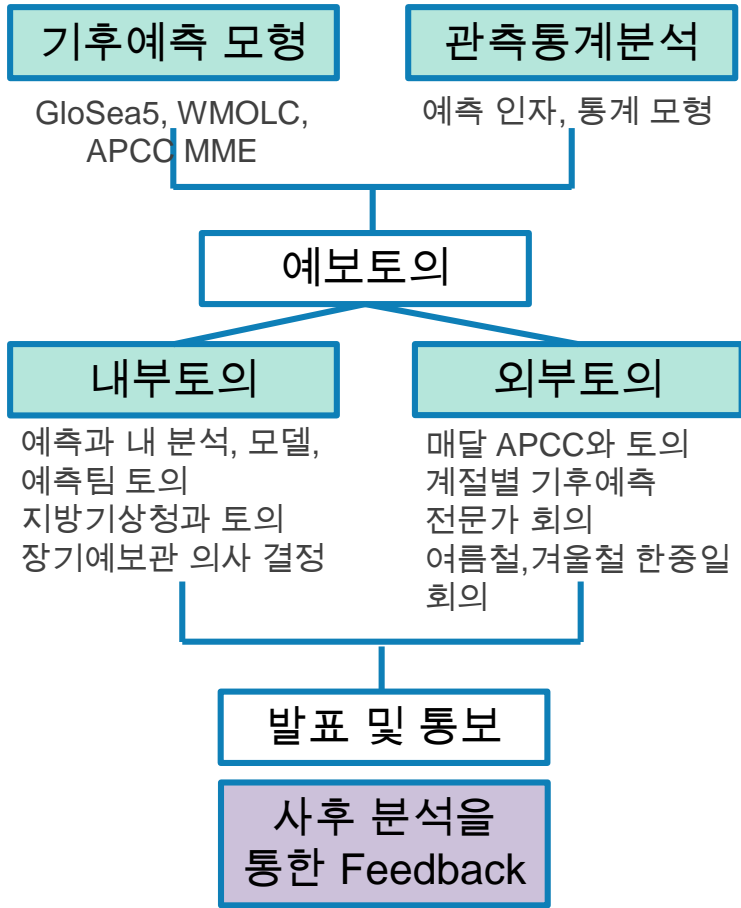 기후예측 모형
관측통계분석
GloSea5, WMOLC,
APCC MME
예측 인자, 통계 모형
예보토의
내부토의
외부토의
예측과 내 분석, 모델,
예측팀 토의
지방기상청과 토의
장기예보관 의사 결정
매달 APCC와 토의
계절별 기후예측
전문가 회의
여름철,겨울철 한중일
회의
발표 및 통보
사후 분석을
통한 Feedback